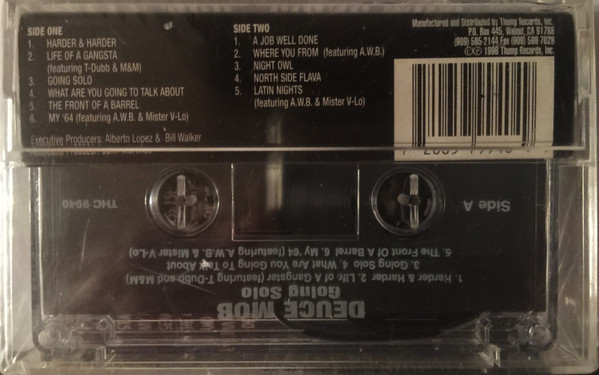 SIDE ONE
1. HARDER & HARDER
2. LIFE OF A GANGSTA
(featuring T-Dubb & M&M)
3. GOING SOLO
4. WHAT ARE YOU GOING TO TALK ABOUT
5. THE FRONT OF A BARREL
6. MY '64 (featuring A.W.B. & Mister V-Lo)
Executive Producers: Alberto Lopez & Bill Walker
SIDE TWO
1. A JOB WELL DONE
2. WHERE YOU FROM (featuring A.W.B.)
3. NIGHT OWL
4. NORTH SIDE FLAVA
5. LATIN NIGHTS
(featuring A.W.B. & Mister V-Lo)
Manufactured and Distributed by Thump Records, Inc.
P.O. Box 445, Walnut, CA 91788
(909) 595-2144 Fax (909) 598-7028
©℗ 1996 Thump Records, Inc.
Side A
THC 9940
DEUCE MOB
Going Solo
1. Harder & Harder 2. Life of a Gangster (featuring T-Dubb and M&M)
3. Going Solo 4. What Are You Going To Talk About
5. The Front Of A Barrel 6. My '64 (featuring A.W.B. & Mistar V-Lo)